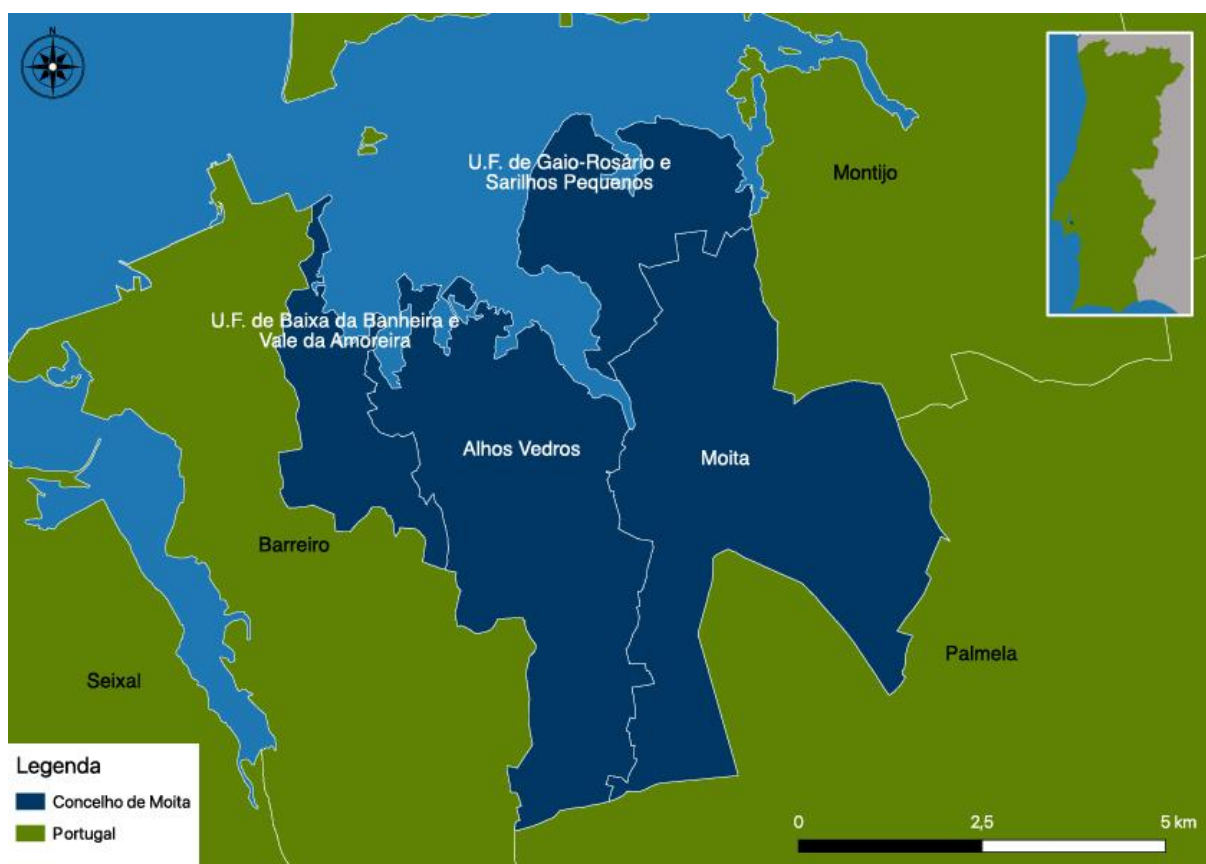 N
U.F. de Gaio-Rosário e
Sarilhos Pequenos
Montijo
U.F. de Baixa da Banheira e
Vale da Amoreira
Alhos Vedros
Moita
Barreiro
Palmela
Seixal
Legenda
Concelho de Moita
Portugal
0 2,5 5 km